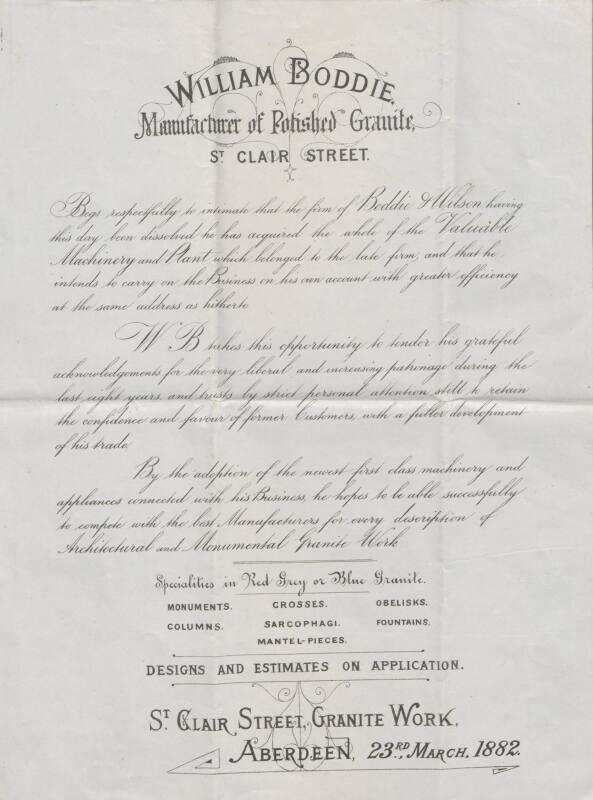 WILLIAM BODDIE.
Manufacturer of Polished Granite,
ST CLAIR STREET.
Begs respectfully to intimate that the firm of Boddie & Wilson having
this day been dissolved he has acquired the whole of the Valuable
Machinery and Plant which belonged to the late firm, and that he
intends to carry on the Business on his own account with greater efficiency
at the same address as hitherto
W B takes this opportunity to tender his grateful
acknowledgements for the very liberal and increasing patronage during the
last eight years. and trusts by strict personal attention still to retain
the confidence and favour of former Customers, with a fuller development
of his trade
By the adoption of the newest first class machinery and
appliances connected with his Business, he hopes to be able successfully
to compete with the best Manufacturers for every description of
Architectural and Monumental Granite Work
Specialities in Red Grey or Blue Granite.
MONUMENTS. CROSSES. OBELISKS.
COLUMNS. SARCOPHAGI. FOUNTAINS.
MANTEL-PIECES.
DESIGNS AND ESTIMATES ON APPLICATION.
ST CLAIR STREET, GRANITE WORK,
ABERDEEN, 23RD, MARCH, 1882.